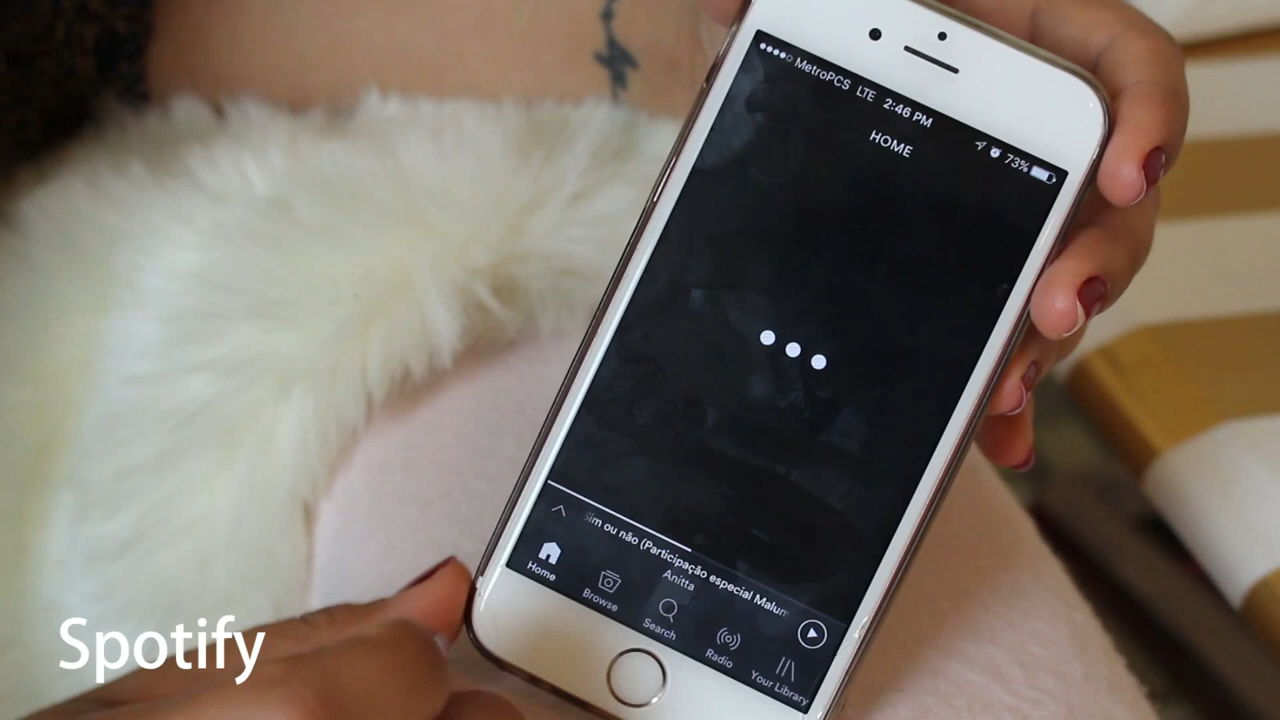 MetroPCS LTE 2:46 PM 73%
HOME
Sim ou não (Participação especial Malum
Anitta
Home
Browse
Search
Radio
Your Library
Spotify